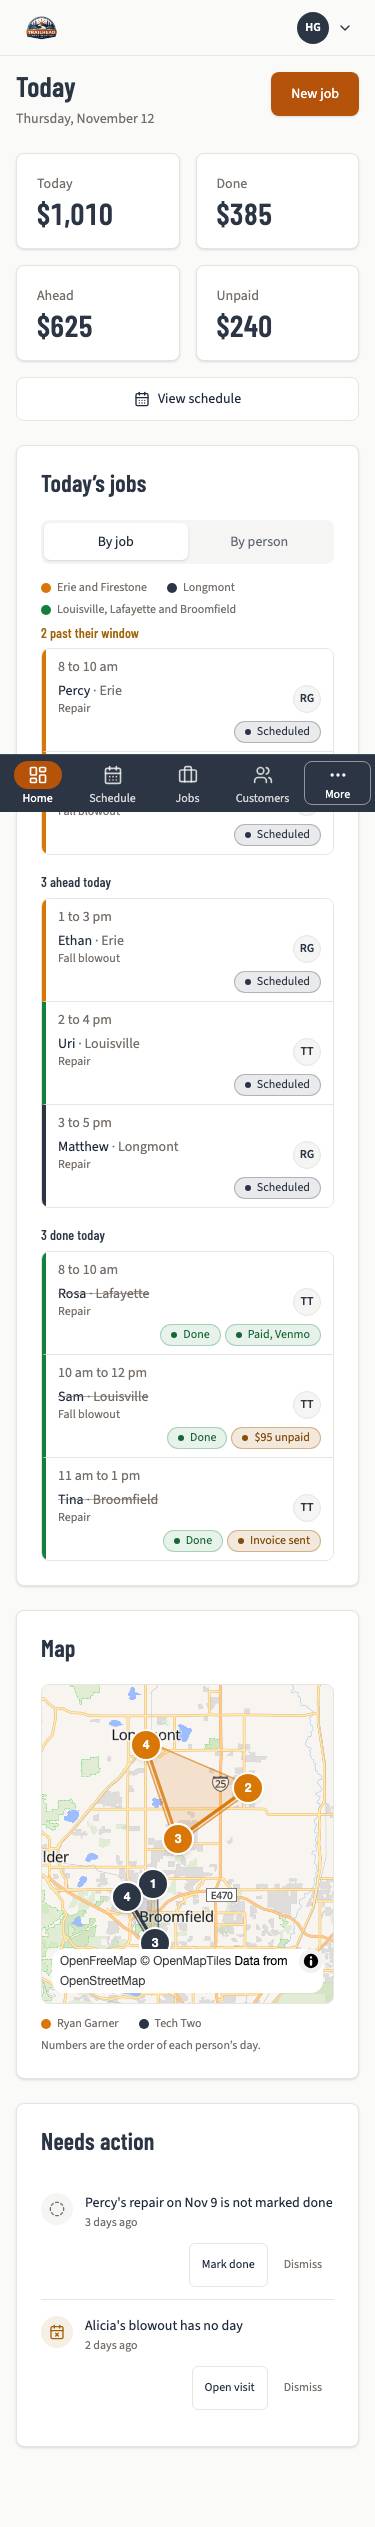 TRAILHEAD
HG
Today
Thursday, November 12
New job
Today
$1,010
Done
$385
Ahead
$625
Unpaid
$240
View schedule
Today's jobs
By job
By person
Erie and Firestone
Longmont
Louisville, Lafayette and Broomfield
2 past their window
8 to 10 am
Percy · Erie
RG
Repair
Scheduled
Home
Schedule
Jobs
Customers
More
Fall blowout
Scheduled
3 ahead today
1 to 3 pm
Ethan · Erie
RG
Fall blowout
Scheduled
2 to 4 pm
Uri · Louisville
TT
Repair
Scheduled
3 to 5 pm
Matthew · Longmont
RG
Repair
Scheduled
3 done today
8 to 10 am
Rosa · Lafayette
TT
Repair
Done
Paid, Venmo
10 am to 12 pm
Sam · Louisville
TT
Fall blowout
Done
$95 unpaid
11 am to 1 pm
Tina · Broomfield
TT
Repair
Done
Invoice sent
Map
4
25
2
3
lder
1
4
E470
Broomfield
3
OpenFreeMap © OpenMapTiles Data from
OpenStreetMap
Ryan Garner
Tech Two
Numbers are the order of each person's day.
Needs action
Percy's repair on Nov 9 is not marked done
3 days ago
Mark done
Dismiss
Alicia's blowout has no day
2 days ago
Open visit
Dismiss